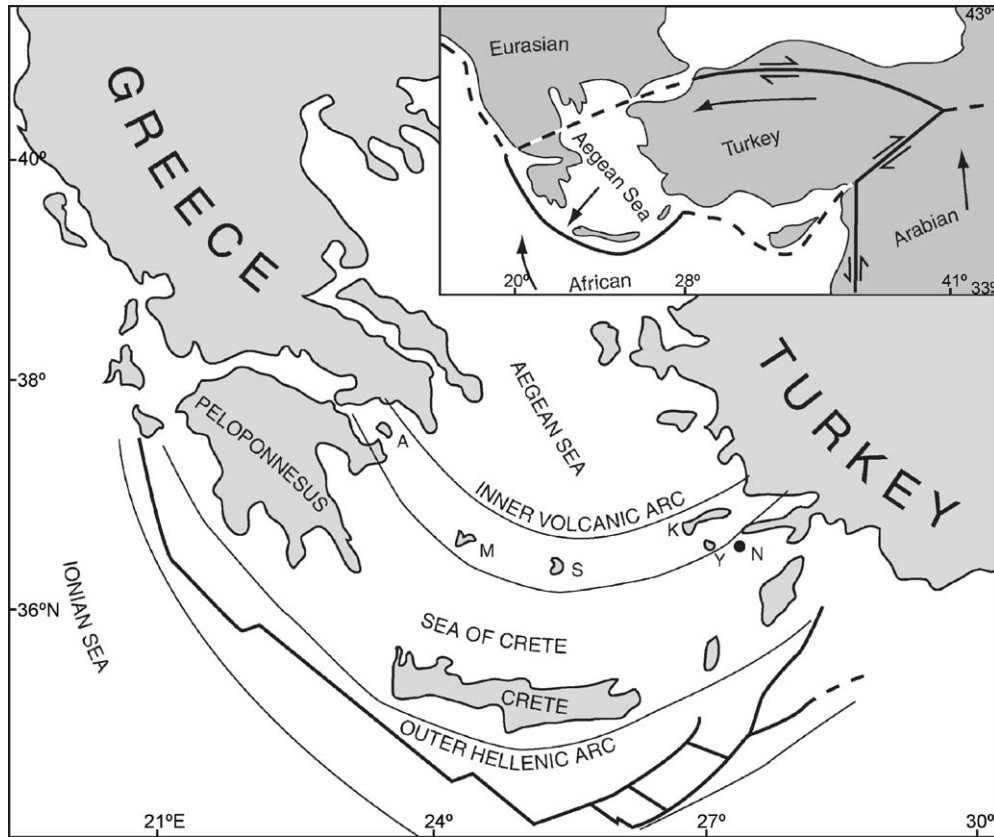 43°
Eurasian
Turkey
Aegean Sea
Arabian
African
20°
28°
41°
33°
GREECE
40°
38°
36°N
TURKEY
AEGEAN SEA
PELOPONNESUS
A
INNER VOLCANIC ARC
K
M
S
Y
N
IONIAN SEA
SEA OF CRETE
CRETE
OUTER HELLENIC ARC
21°E
24°
27°
30°